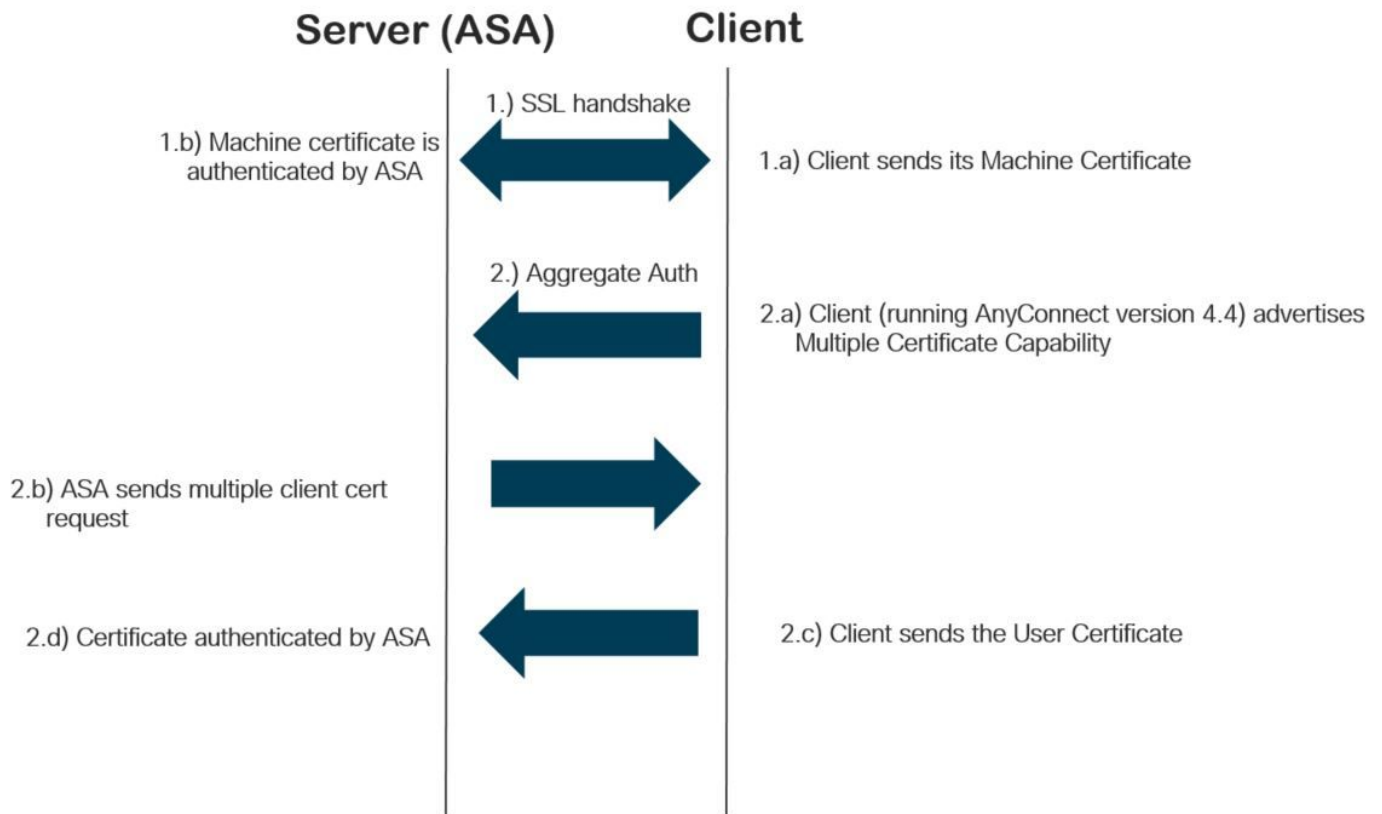 Server (ASA)
Client
1.) SSL handshake
1.b) Machine certificate is
authenticated by ASA
1.a) Client sends its Machine Certificate
2.) Aggregate Auth
2.a) Client (running AnyConnect version 4.4) advertises
Multiple Certificate Capability
2.b) ASA sends multiple client cert
request
2.d) Certificate authenticated by ASA
2.c) Client sends the User Certificate